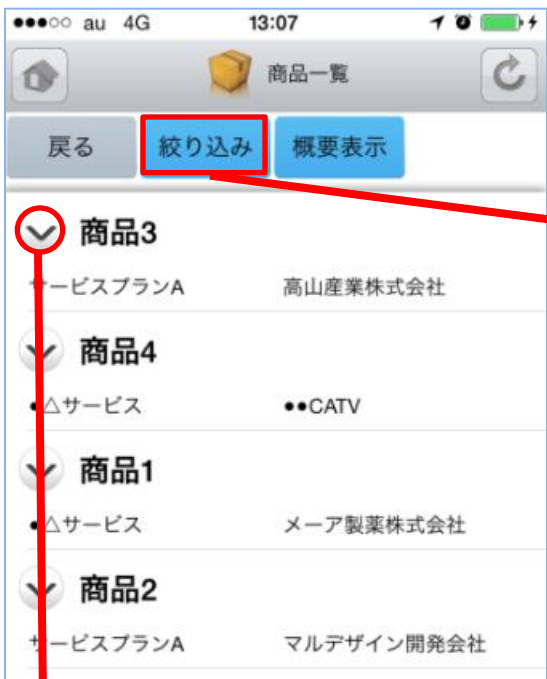 ●●●○○ au 4G 13:07
商品一覧
戻る 絞り込み 概要表示
商品3
サービスプランA 高山産業株式会社
商品4
●△サービス ●●CATV
商品1
●△サービス メーア製薬株式会社
商品2
サービスプランA マルデザイン開発会社